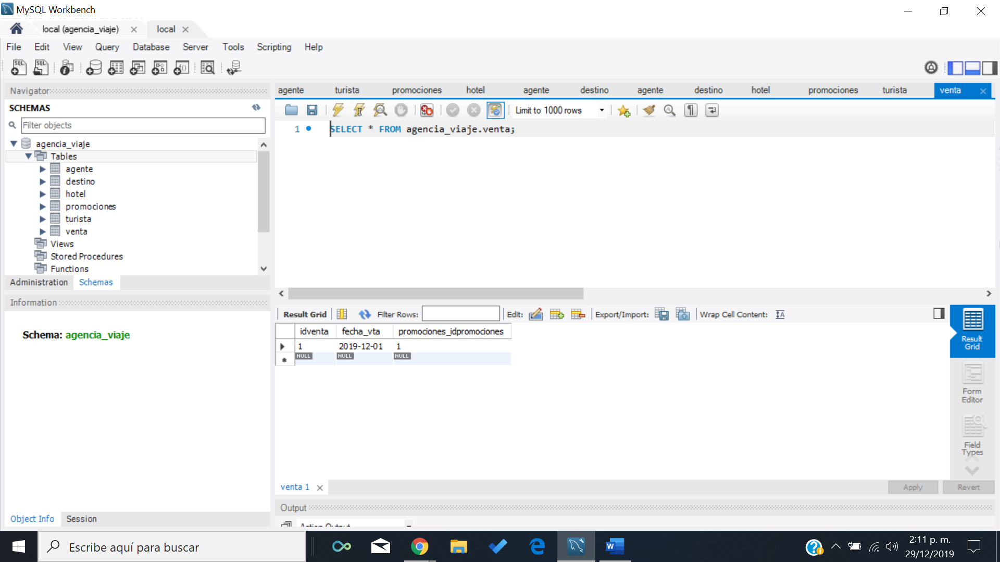 MySQL Workbench
local (agencia_viaje) local
File Edit View Query Database Server Tools Scripting Help
Navigator
SCHEMAS
Filter objects
agencia_viaje
Tables
agente
destino
hotel
promociones
turista
venta
Views
Stored Procedures
Functions
Administration Schemas
Information
Schema: agencia_viaje
Object Info Session
agente turista promociones hotel agente destino agente destino hotel promociones turista venta
Limit to 1000 rows
1 SELECT * FROM agencia_viaje.venta;
Result Grid Filter Rows: Edit: Export/Import: Wrap Cell Content:
idventa fecha_vta promociones_idpromociones
1 2019-12-01 1
NULL NULL NULL
Result
Grid
Form
Editor
Field
Types
venta 1
Apply Revert
Output
Action Output
Escribe aquí para buscar
2:11 p. m.
29/12/2019